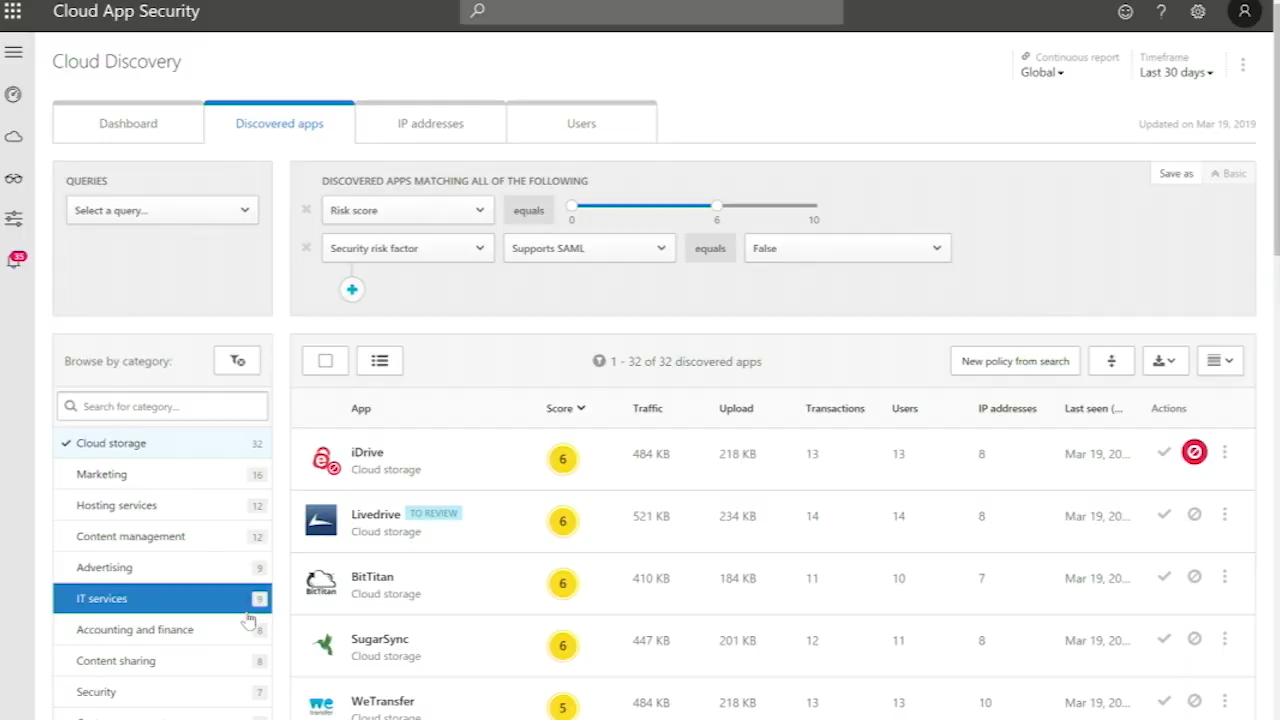 Cloud App Security
Cloud Discovery
Continuous report
Global
Timeframe
Last 30 days
Dashboard
Discovered apps
IP addresses
Users
Updated on Mar 19, 2019
QUERIES
Select a query...
DISCOVERED APPS MATCHING ALL OF THE FOLLOWING
Save as
Basic
Risk score
equals
0
6
10
Security risk factor
Supports SAML
equals
False
35
Browse by category:
Search for category...
Cloud storage 32
Marketing 16
Hosting services 12
Content management 12
Advertising 9
IT services 9
Accounting and finance 8
Content sharing 8
Security 7
1 - 32 of 32 discovered apps
New policy from search
App Score Traffic Upload Transactions Users IP addresses Last seen (... Actions
iDrive
Cloud storage
6 484 KB 218 KB 13 13 8 Mar 19, 20...
Livedrive TO REVIEW
Cloud storage
6 521 KB 234 KB 14 14 8 Mar 19, 20...
BitTitan
BitTitan
Cloud storage
6 410 KB 184 KB 11 10 7 Mar 19, 20...
SugarSync
Cloud storage
6 447 KB 201 KB 12 11 8 Mar 19, 20...
we
transfer
WeTransfer
Cloud storage
5 484 KB 218 KB 13 13 10 Mar 19, 20...